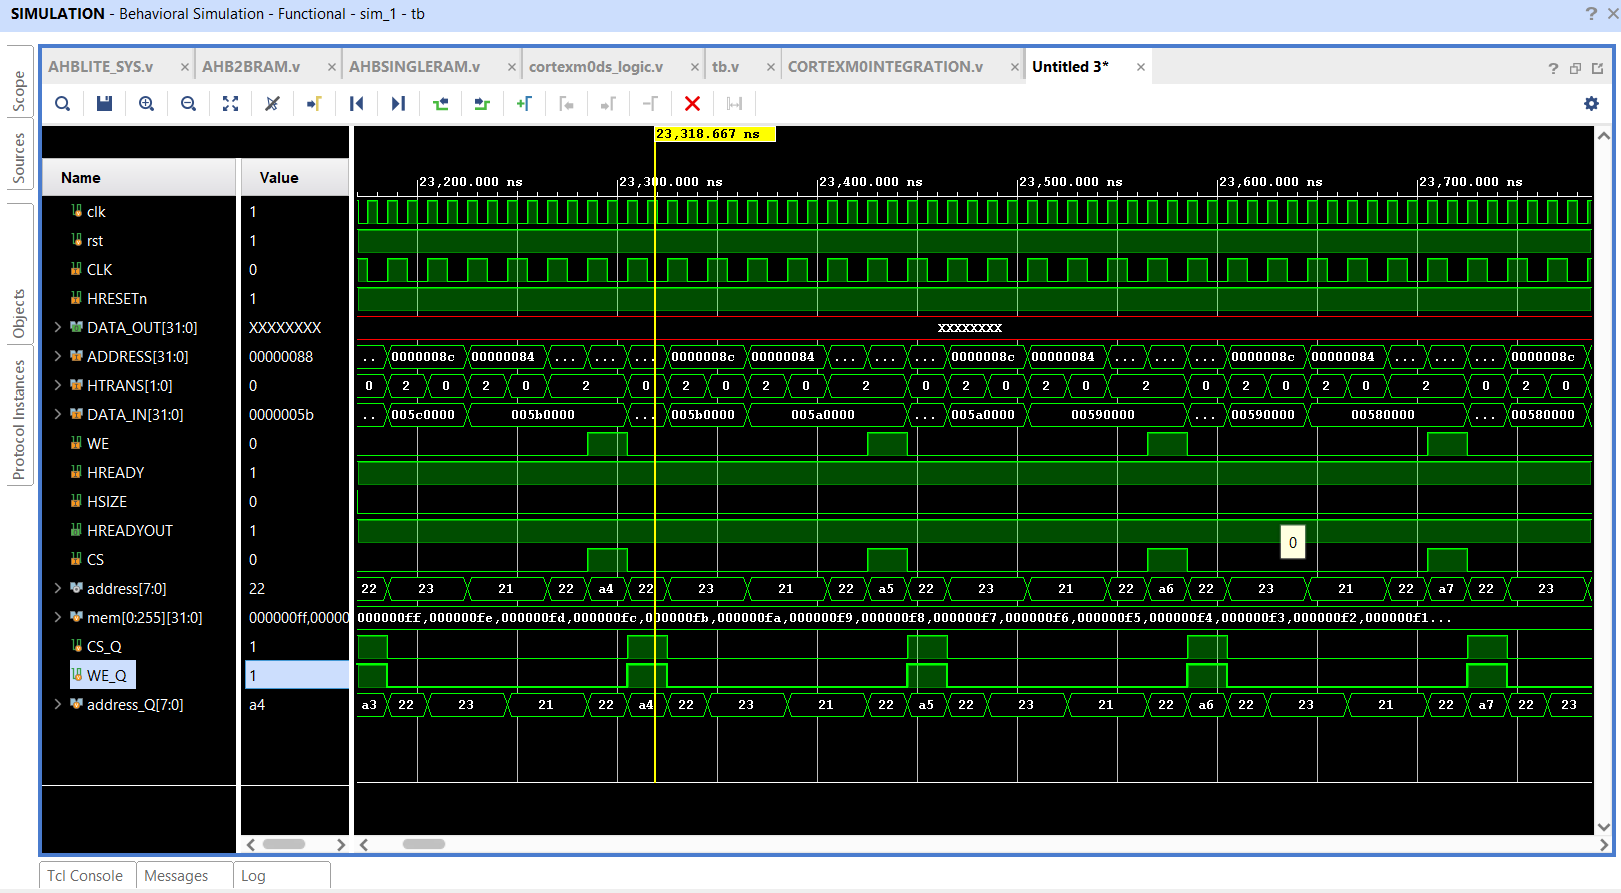 SIMULATION - Behavioral Simulation - Functional - sim_1 - tb
Scope
Sources
Objects
Protocol Instances
AHBLITE_SYS.v
AHB2BRAM.v
AHBSINGLERAM.v
cortexm0ds_logic.v
tb.v
CORTEXM0INTEGRATION.v
Untitled 3*
23,318.667 ns
Name Value
23,200.000 ns 23,300.000 ns 23,400.000 ns 23,500.000 ns 23,600.000 ns 23,700.000 ns
clk 1
rst 1
CLK 0
HRESETn 1
DATA_OUT[31:0] XXXXXXXX XXXXXXXX
ADDRESS[31:0] 00000088 .. 0000008c 00000084 ... ... ... 0000008c 00000084 ... ... ... 0000008c 00000084 ... ... ... 0000008c 00000084 ... ... ... 0000008c
HTRANS[1:0] 0 0 2 0 2 0 2 0 2 0 2 0 2 0 2 0 2 0 2 0 2 0 2 0 2 0 2 0
DATA_IN[31:0] 0000005b .. 005c0000 005b0000 ... 005b0000 005a0000 ... 005a0000 00590000 ... 00590000 00580000 ... 00580000
WE 0
HREADY 1
HSIZE 0
HREADYOUT 1
0
CS 0
address[7:0] 22 22 23 21 22 a4 22 23 21 22 a5 22 23 21 22 a6 22 23 21 22 a7 22 23
mem[0:255][31:0] 000000ff,00000 000000ff,000000fe,000000fd,000000fc,000000fb,000000fa,000000f9,000000f8,000000f7,000000f6,000000f5,000000f4,000000f3,000000f2,000000f1...
CS_Q 1
WE_Q 1
address_Q[7:0] a4 a3 22 23 21 22 a4 22 23 21 22 a5 22 23 21 22 a6 22 23 21 22 a7 22 23
Tcl Console Messages Log